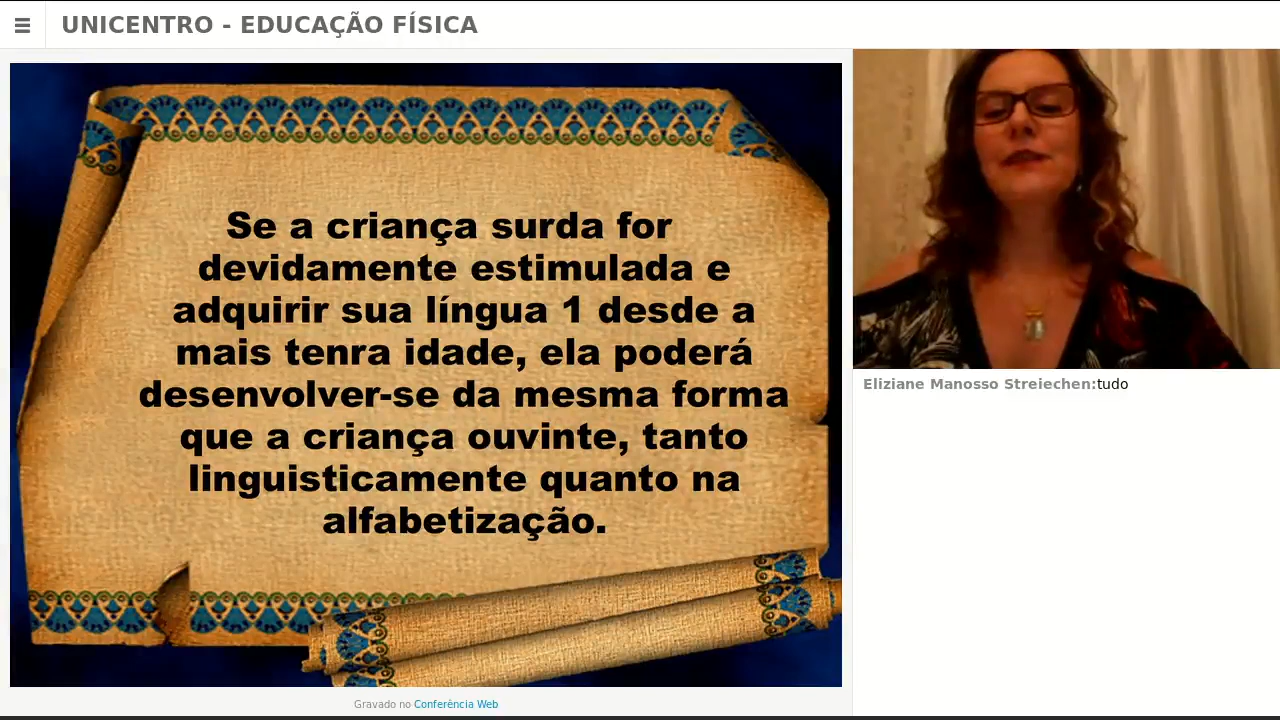 UNICENTRO - EDUCAÇÃO FÍSICA
Se a criança surda for
devidamente estimulada e
adquirir sua língua 1 desde a
mais tenra idade, ela poderá
desenvolver-se da mesma forma
que a criança ouvinte, tanto
linguisticamente quanto na
alfabetização.
Eliziane Manosso Streiechen:tudo
Gravado no Conferência Web